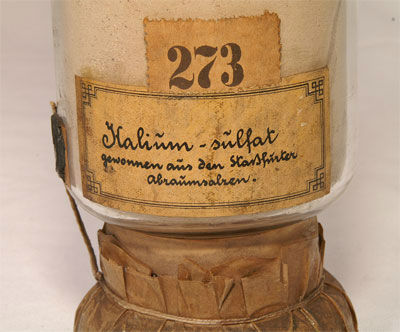 273
Kalium-sulfat
gewonnen aus den Staßfurter
Abraumsalzen.